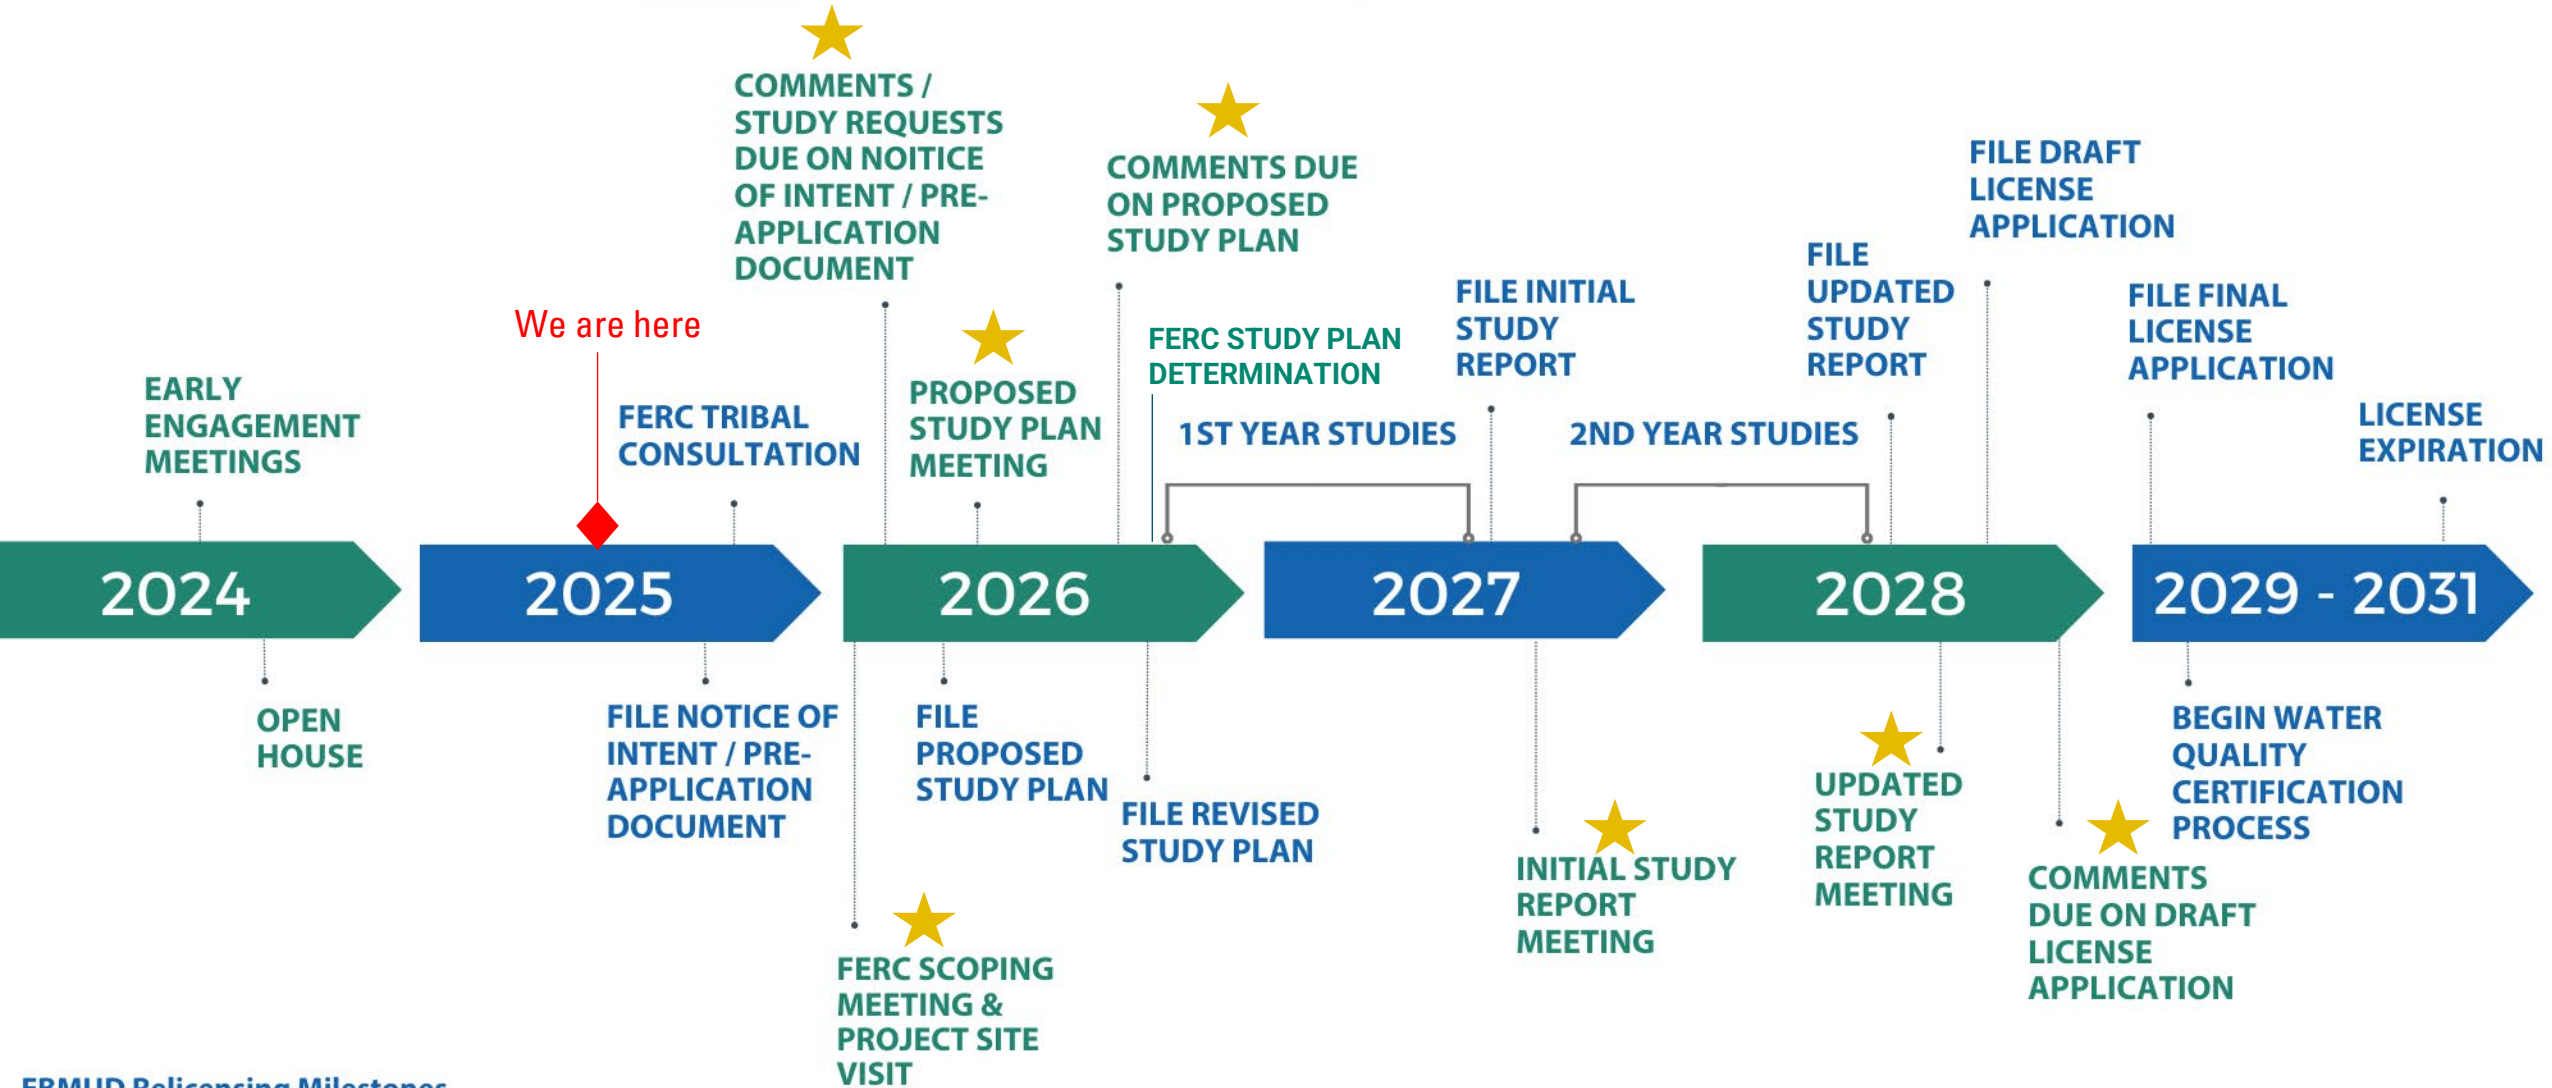 COMMENTS /
STUDY REQUESTS
DUE ON NOITICE
OF INTENT / PRE-
APPLICATION
DOCUMENT
COMMENTS DUE
ON PROPOSED
STUDY PLAN
FILE DRAFT
LICENSE
APPLICATION
We are here
EARLY
ENGAGEMENT
MEETINGS
FERC TRIBAL
CONSULTATION
PROPOSED
STUDY PLAN
MEETING
FERC STUDY PLAN
DETERMINATION
1ST YEAR STUDIES
FILE INITIAL
STUDY
REPORT
2ND YEAR STUDIES
FILE
UPDATED
STUDY
REPORT
FILE FINAL
LICENSE
APPLICATION
LICENSE
EXPIRATION
2024
2025
2026
2027
2028
2029 - 2031
OPEN
HOUSE
FILE NOTICE OF
INTENT / PRE-
APPLICATION
DOCUMENT
FILE
PROPOSED
STUDY PLAN
FILE REVISED
STUDY PLAN
FERC SCOPING
MEETING &
PROJECT SITE
VISIT
INITIAL STUDY
REPORT
MEETING
UPDATED
STUDY
REPORT
MEETING
COMMENTS
DUE ON DRAFT
LICENSE
APPLICATION
BEGIN WATER
QUALITY
CERTIFICATION
PROCESS
EBMUD Relicensing Milestones